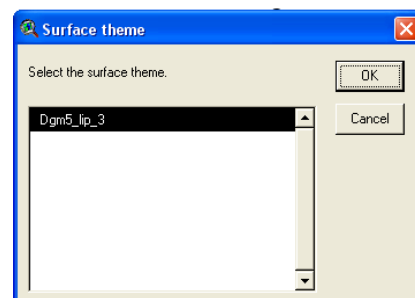 Surface theme
Select the surface theme.
OK
Cancel
Dgm5_lip_3